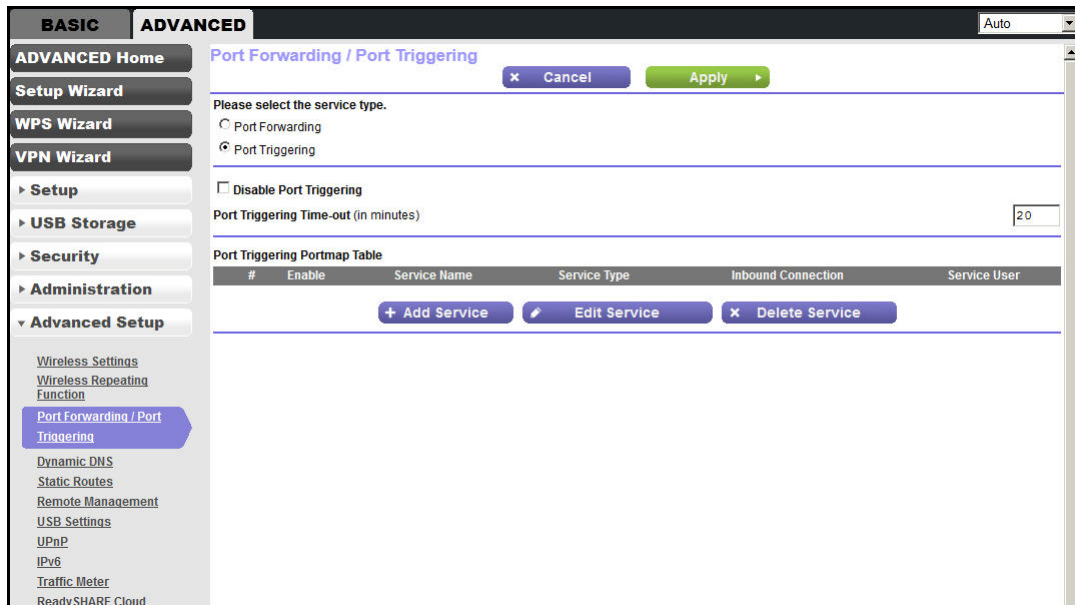 BASIC
ADVANCED
Auto
ADVANCED Home
Setup Wizard
WPS Wizard
VPN Wizard
Setup
USB Storage
Security
Administration
Advanced Setup
Wireless Settings
Wireless Repeating
Function
Port Forwarding / Port
Triggering
Dynamic DNS
Static Routes
Remote Management
USB Settings
UPnP
IPv6
Traffic Meter
ReadySHARE Cloud
Port Forwarding / Port Triggering
Cancel
Apply
Please select the service type.
Port Forwarding
Port Triggering
Disable Port Triggering
Port Triggering Time-out (in minutes)
20
Port Triggering Portmap Table
# Enable Service Name Service Type Inbound Connection Service User
+ Add Service
Edit Service
Delete Service